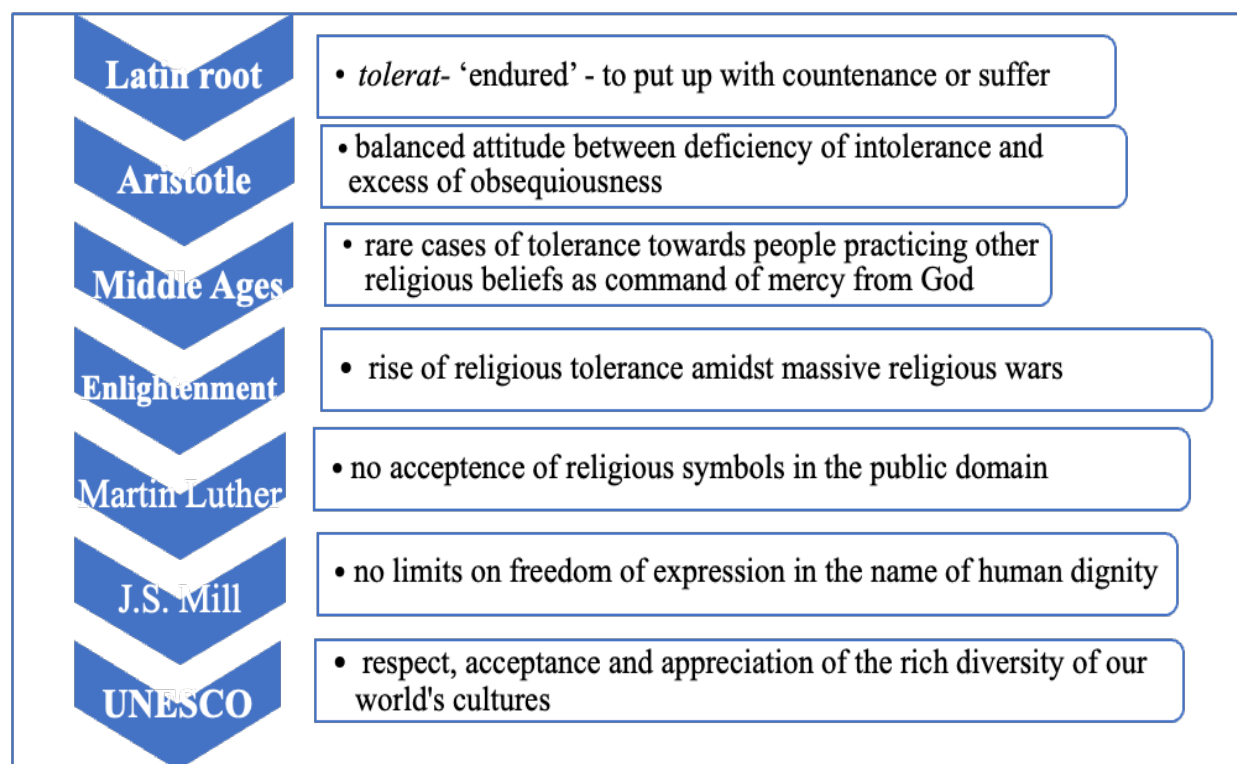 Latin root
• tolerat- ‘endured’ - to put up with countenance or suffer
Aristotle
• balanced attitude between deficiency of intolerance and
excess of obsequiousness
Middle Ages
• rare cases of tolerance towards people practicing other
religious beliefs as command of mercy from God
Enlightenment
• rise of religious tolerance amidst massive religious wars
Martin Luther
• no acceptence of religious symbols in the public domain
J.S. Mill
• no limits on freedom of expression in the name of human dignity
UNESCO
• respect, acceptance and appreciation of the rich diversity of our
world's cultures